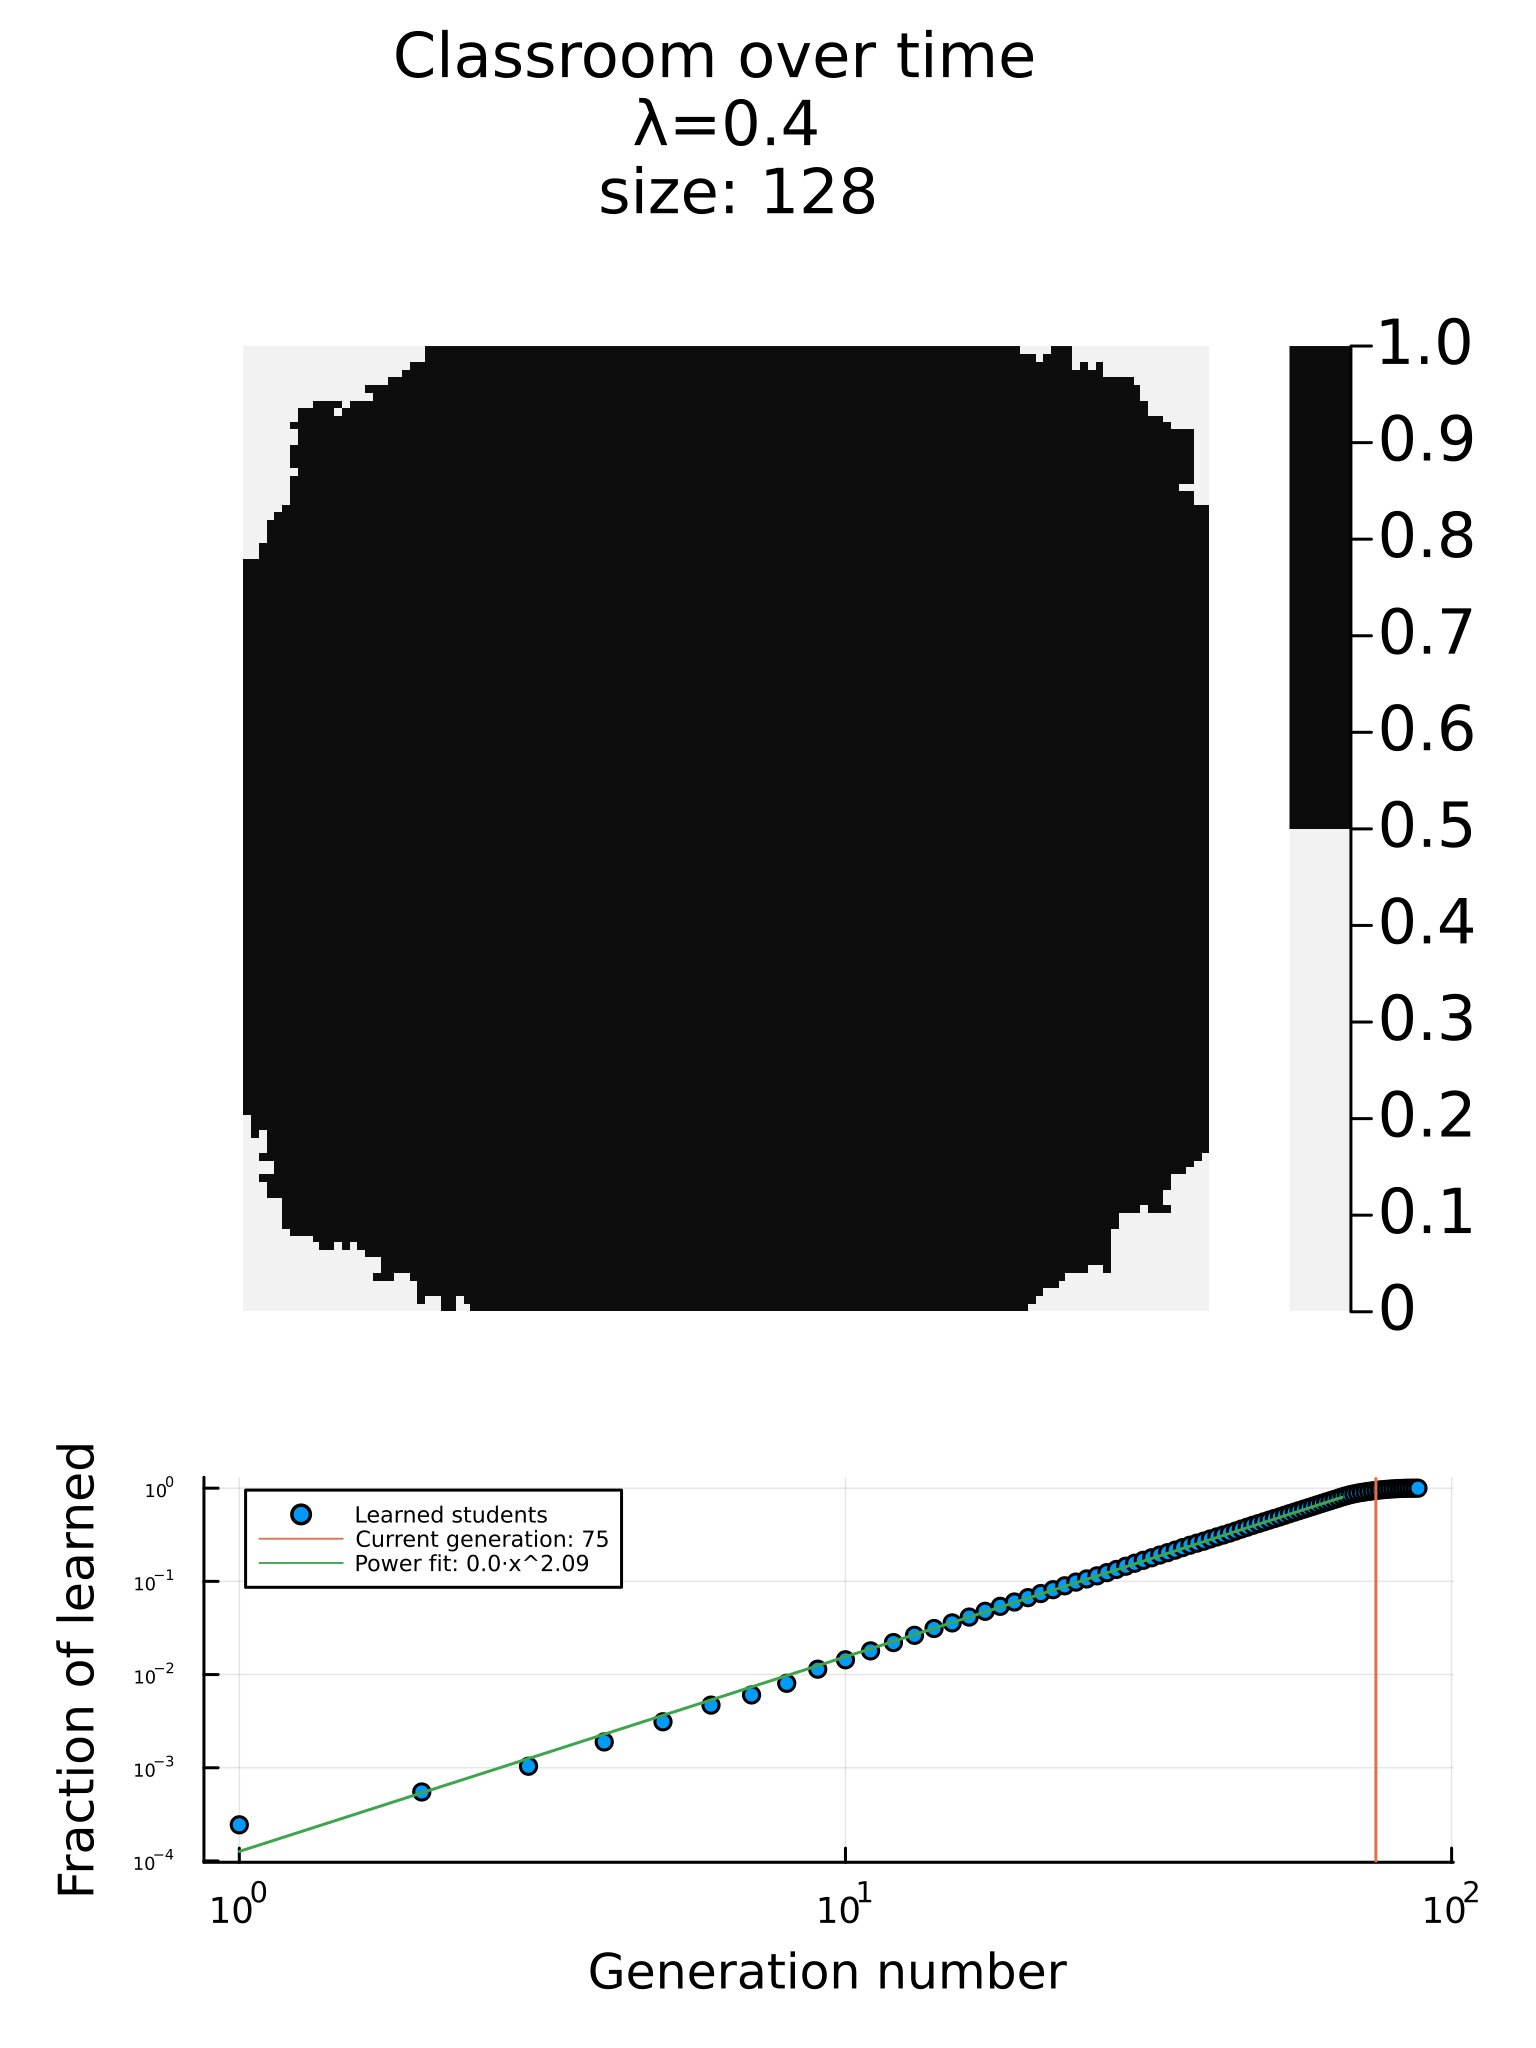 Classroom over time
λ=0.4
size: 128
1.0
0.9
0.8
0.7
0.6
0.5
0.4
0.3
0.2
0.1
0
Fraction of learned
10⁰
10⁻¹
10⁻²
10⁻³
10⁻⁴
Learned students
Current generation: 75
Power fit: 0.0·x^2.09
10⁰ 10¹ 10²
Generation number